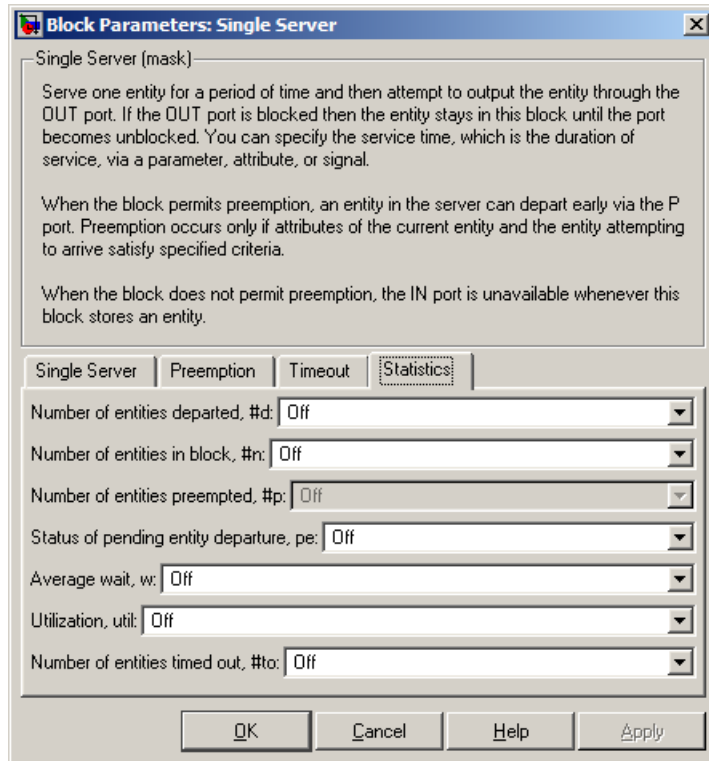 Block Parameters: Single Server
Single Server (mask)
Serve one entity for a period of time and then attempt to output the entity through the
OUT port. If the OUT port is blocked then the entity stays in this block until the port
becomes unblocked. You can specify the service time, which is the duration of
service, via a parameter, attribute, or signal.
When the block permits preemption, an entity in the server can depart early via the P
port. Preemption occurs only if attributes of the current entity and the entity attempting
to arrive satisfy specified criteria.
When the block does not permit preemption, the IN port is unavailable whenever this
block stores an entity.
Single Server Preemption Timeout Statistics
Number of entities departed, #d: Off
Number of entities in block, #n: Off
Number of entities preempted, #p: Off
Status of pending entity departure, pe: Off
Average wait, w: Off
Utilization, util: Off
Number of entities timed out, #to: Off
OK Cancel Help Apply